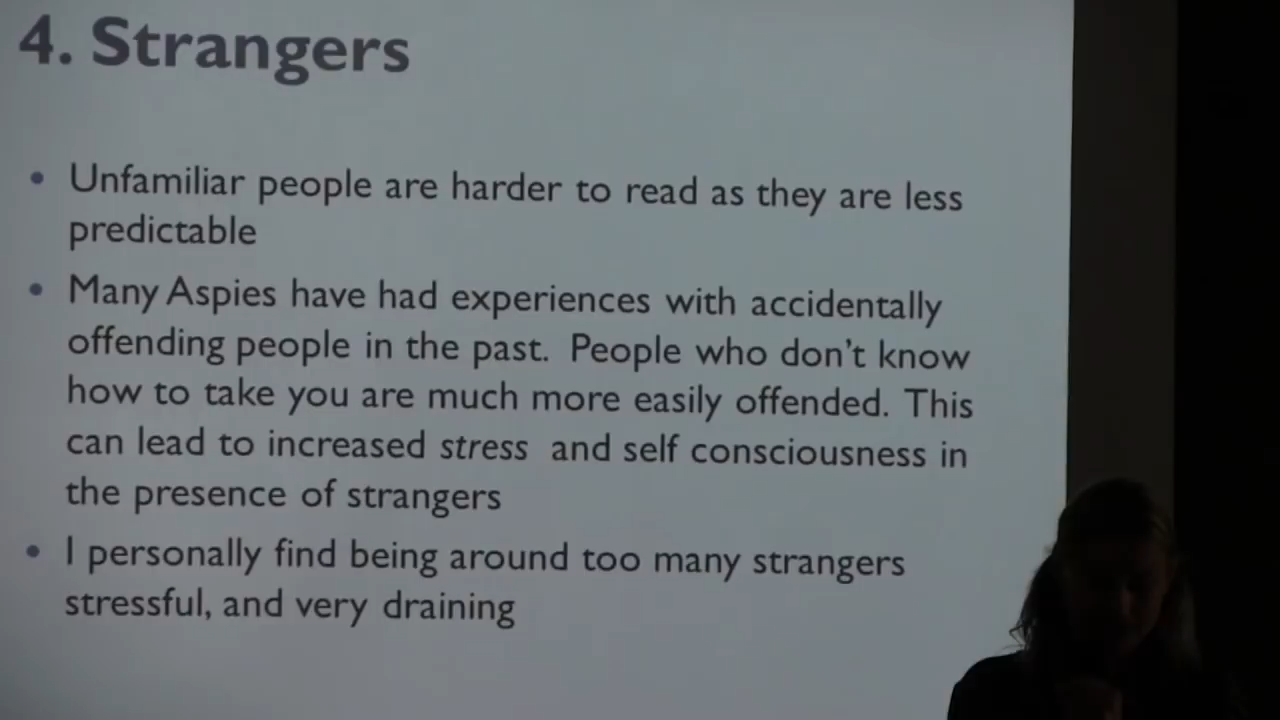 4. Strangers
• Unfamiliar people are harder to read as they are less
predictable
• Many Aspies have had experiences with accidentally
offending people in the past. People who don't know
how to take you are much more easily offended. This
can lead to increased stress and self consciousness in
the presence of strangers
• I personally find being around too many strangers
stressful, and very draining